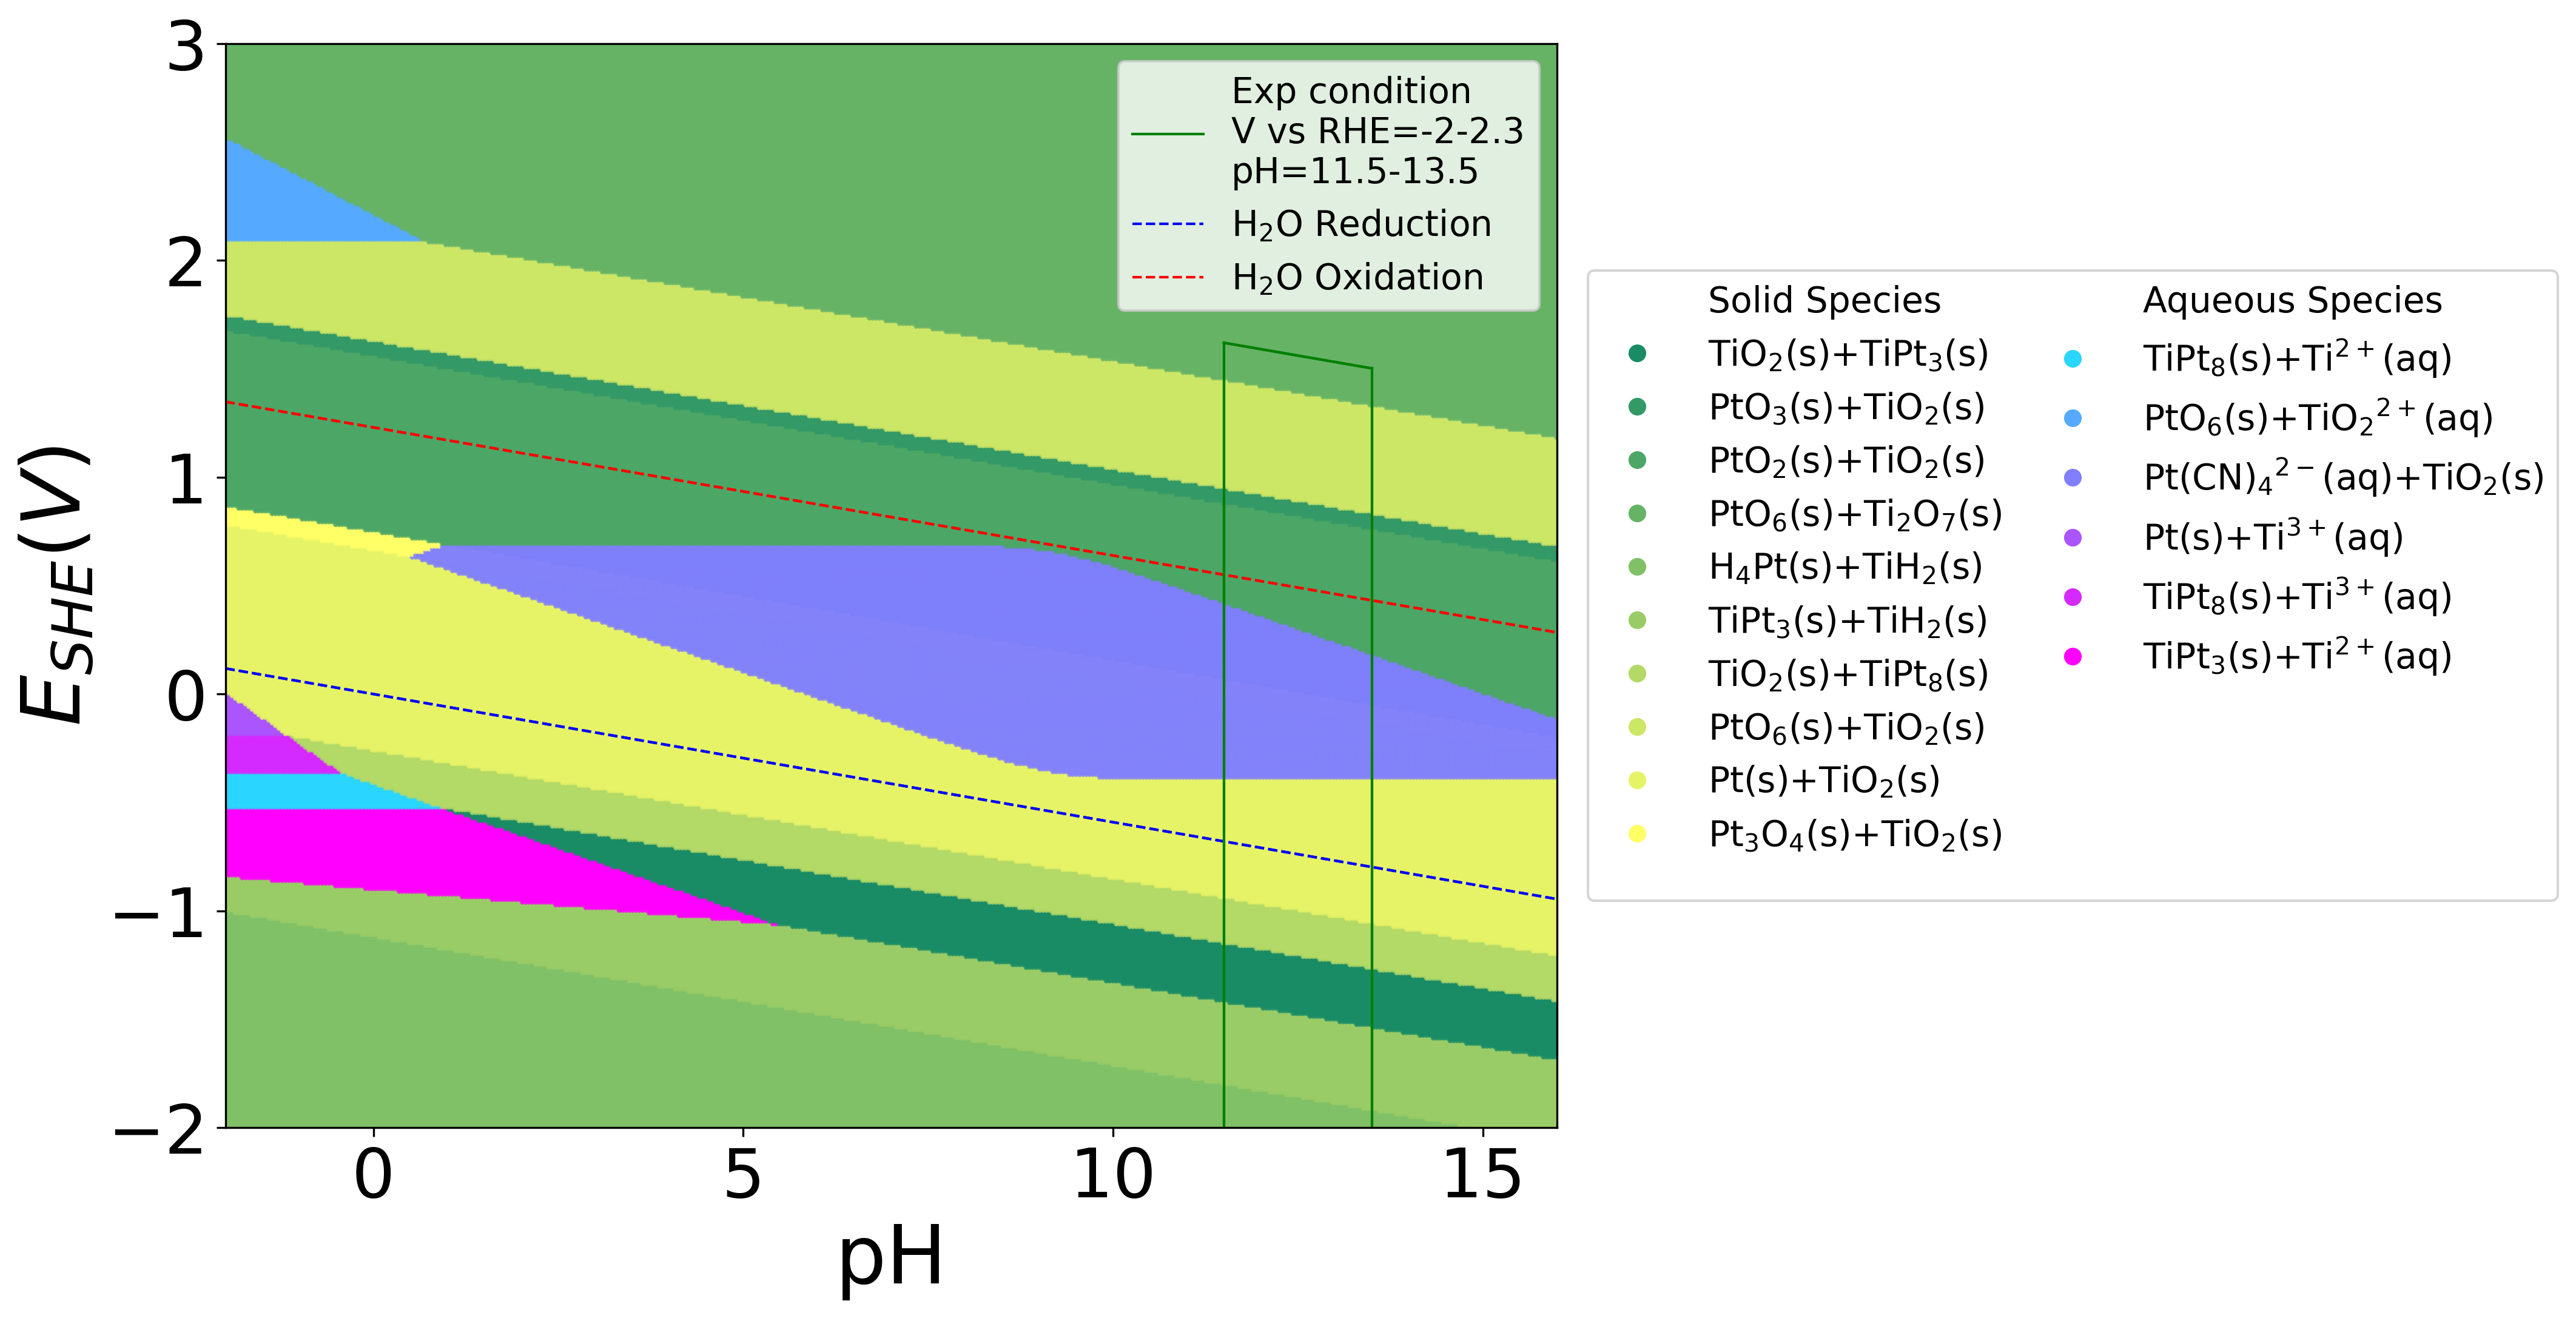 3
2
1
0
−1
−2
E_{SHE}(V)
0
5
10
15
pH
Exp condition
V vs RHE=-2-2.3
pH=11.5-13.5
H₂O Reduction
H₂O Oxidation
Solid Species
TiO₂(s)+TiPt₃(s)
PtO₃(s)+TiO₂(s)
PtO₂(s)+TiO₂(s)
PtO₆(s)+Ti₂O₇(s)
H₄Pt(s)+TiH₂(s)
TiPt₃(s)+TiH₂(s)
TiO₂(s)+TiPt₈(s)
PtO₆(s)+TiO₂(s)
Pt(s)+TiO₂(s)
Pt₃O₄(s)+TiO₂(s)
Aqueous Species
TiPt₈(s)+Ti²⁺(aq)
PtO₆(s)+TiO₂²⁺(aq)
Pt(CN)₄²⁻(aq)+TiO₂(s)
Pt(s)+Ti³⁺(aq)
TiPt₈(s)+Ti³⁺(aq)
TiPt₃(s)+Ti²⁺(aq)